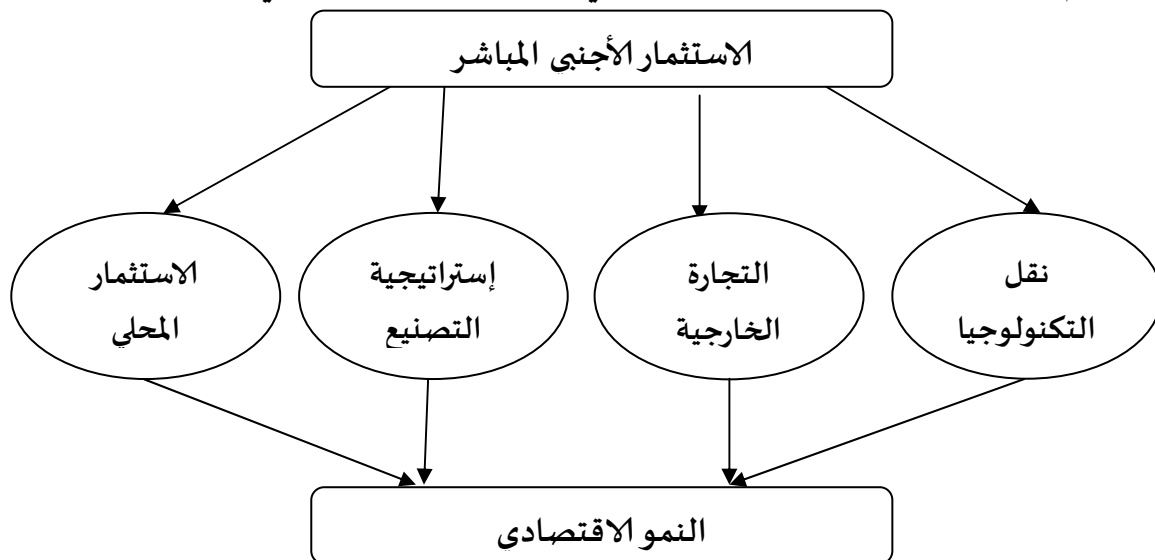 الاستثمار الأجنبي المباشر
نقل
التكنولوجيا
التجارة
الخارجية
إستراتيجية
التصنيع
الاستثمار
المحلي
النمو الاقتصادي